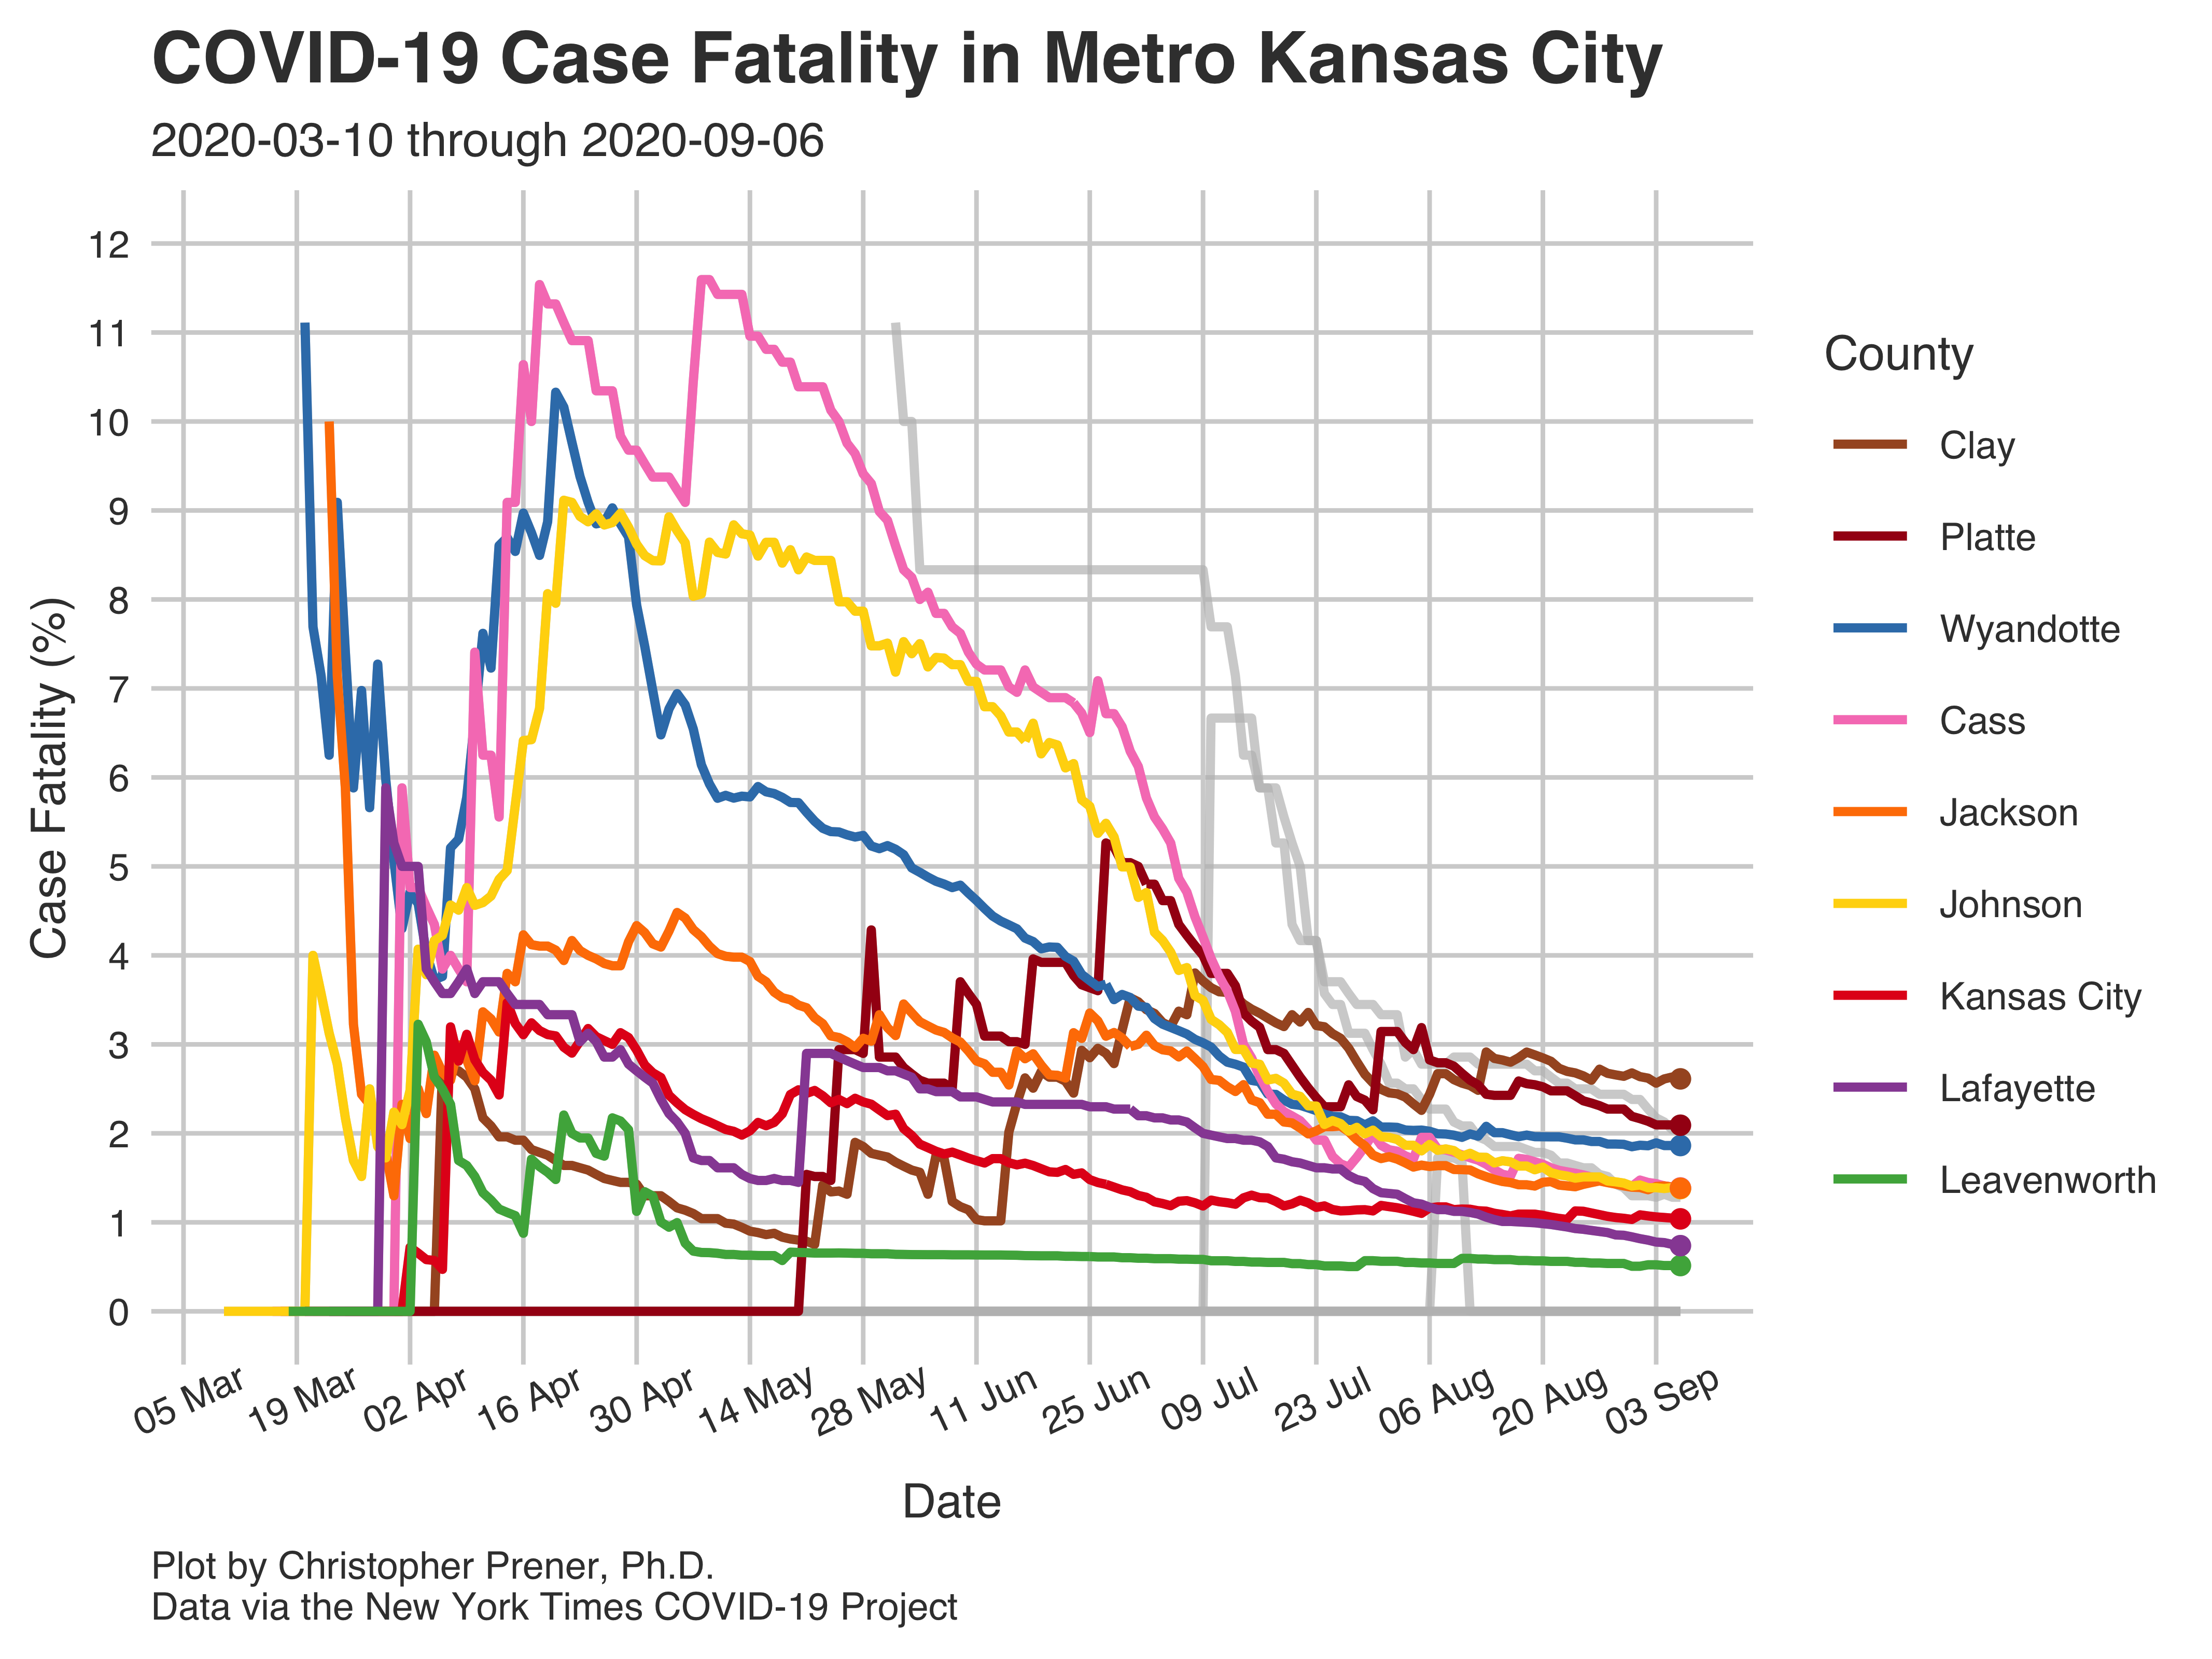 COVID-19 Case Fatality in Metro Kansas City
2020-03-10 through 2020-09-06
Case Fatality (%)
12
11
10
9
8
7
6
5
4
3
2
1
0
05 Mar
19 Mar
02 Apr
16 Apr
30 Apr
14 May
28 May
11 Jun
25 Jun
09 Jul
23 Jul
06 Aug
20 Aug
03 Sep
Date
County
Clay
Platte
Wyandotte
Cass
Jackson
Johnson
Kansas City
Lafayette
Leavenworth
Plot by Christopher Prener, Ph.D.
Data via the New York Times COVID-19 Project